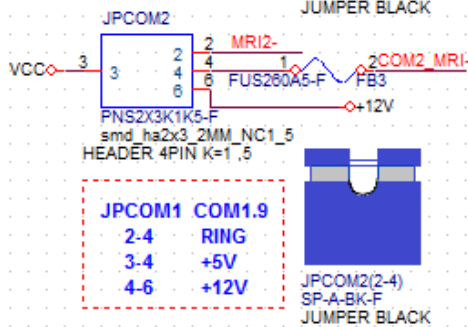 JUMPER BLACK
JPCOM2
VCC 3 3 2 4 6 2 4 6 MRI2- 1 2 COM2_MRI-
FUS260A5-F FB3
+12V
PNS2X3K1K5-F
smd_ha2x3_2MM_NC1_5
HEADER 4PIN K=1 ,5
JPCOM1 COM1.9
2-4 RING
3-4 +5V
4-6 +12V
JPCOM2(2-4)
SP-A-BK-F
JUMPER BLACK